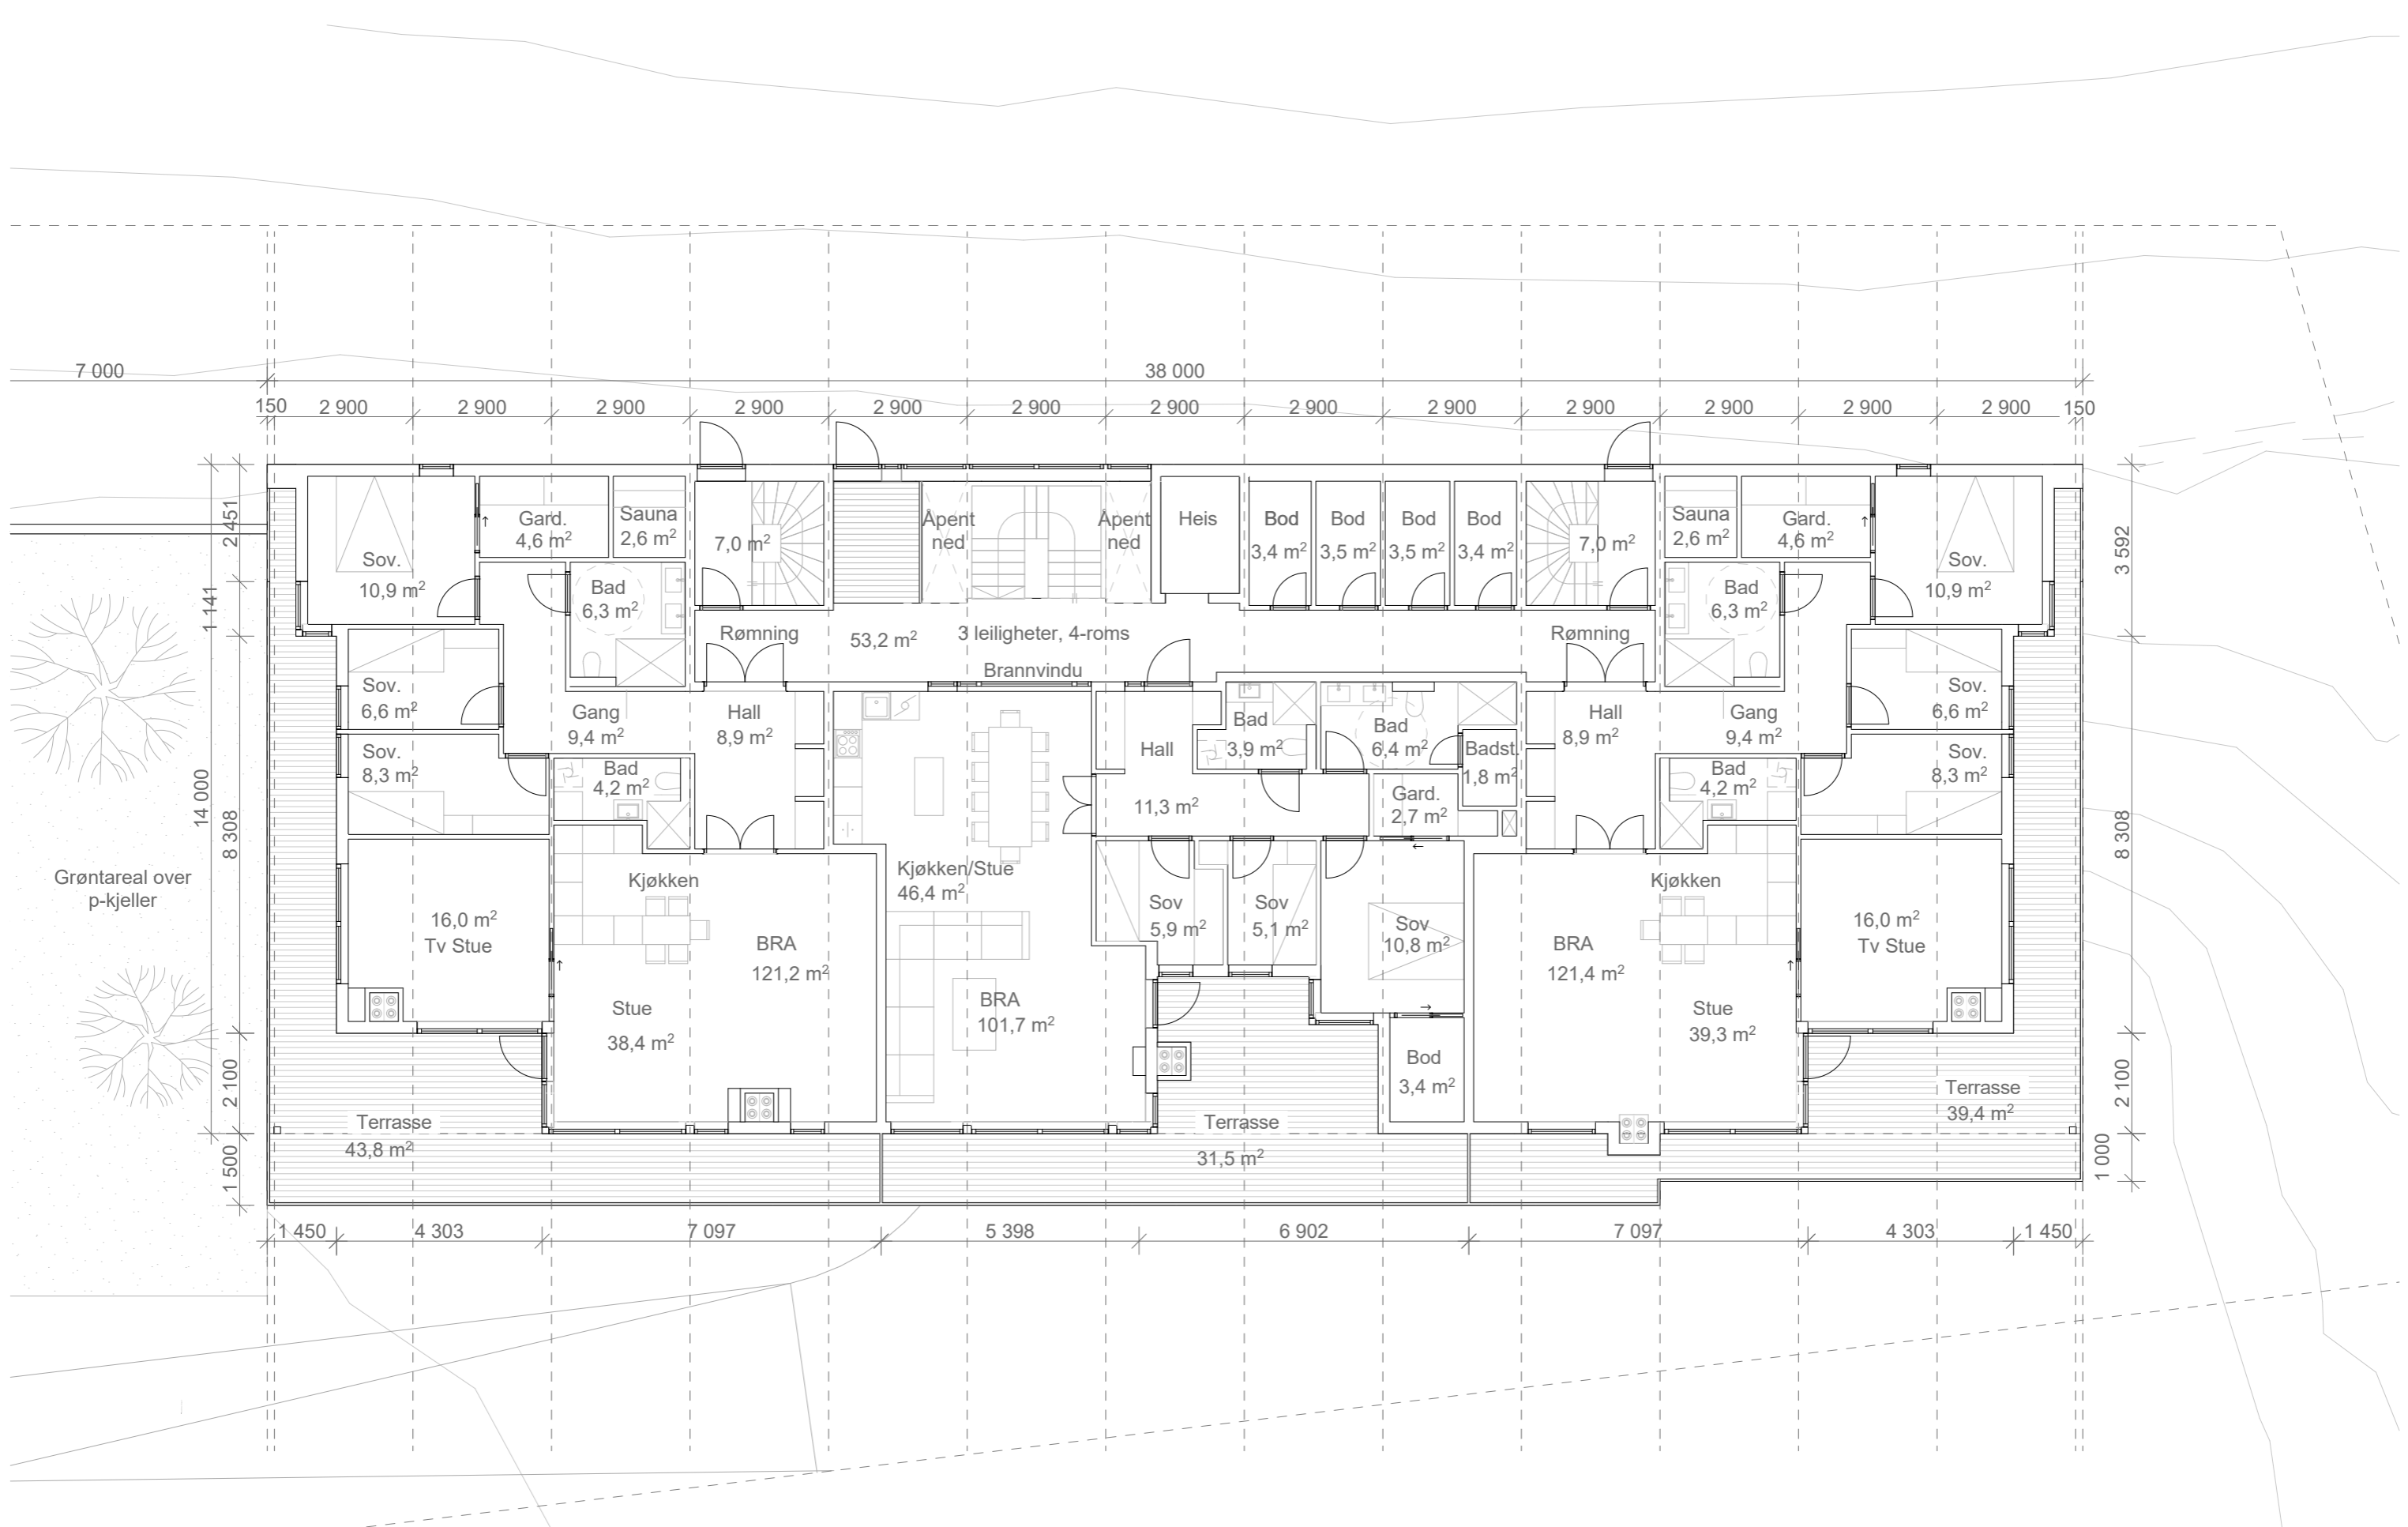 7 000
38 000
150
2 900
2 900
2 900
2 900
2 900
2 900
2 900
2 900
2 900
2 900
2 900
2 900
2 900
150
2 451
1 141
14 000
8 308
2 100
1 500
3 592
8 308
2 100
1 000
Grøntareal over
p-kjeller
Sov.
10,9 m²
Gard.
4,6 m²
Sauna
2,6 m²
Bad
6,3 m²
7,0 m²
Åpent
ned
Åpent
ned
Heis
Bod
3,4 m²
Bod
3,5 m²
Bod
3,5 m²
Bod
3,4 m²
7,0 m²
Sauna
2,6 m²
Gard.
4,6 m²
Bad
6,3 m²
Sov.
10,9 m²
Rømning
53,2 m²
3 leiligheter, 4-roms
Brannvindu
Rømning
Sov.
6,6 m²
Gang
9,4 m²
Hall
8,9 m²
Hall
11,3 m²
Bad
3,9 m²
Bad
6,4 m²
Badst.
1,8 m²
Gard.
2,7 m²
Hall
8,9 m²
Gang
9,4 m²
Sov.
6,6 m²
Sov.
8,3 m²
Bad
4,2 m²
Bad
4,2 m²
Sov.
8,3 m²
16,0 m²
Tv Stue
Kjøkken
BRA
121,2 m²
Stue
38,4 m²
Kjøkken/Stue
46,4 m²
BRA
101,7 m²
Sov
5,9 m²
Sov
5,1 m²
Sov
10,8 m²
Bod
3,4 m²
Kjøkken
BRA
121,4 m²
Stue
39,3 m²
16,0 m²
Tv Stue
Terrasse
43,8 m²
Terrasse
31,5 m²
Terrasse
39,4 m²
1 450
4 303
7 097
5 398
6 902
7 097
4 303
1 450